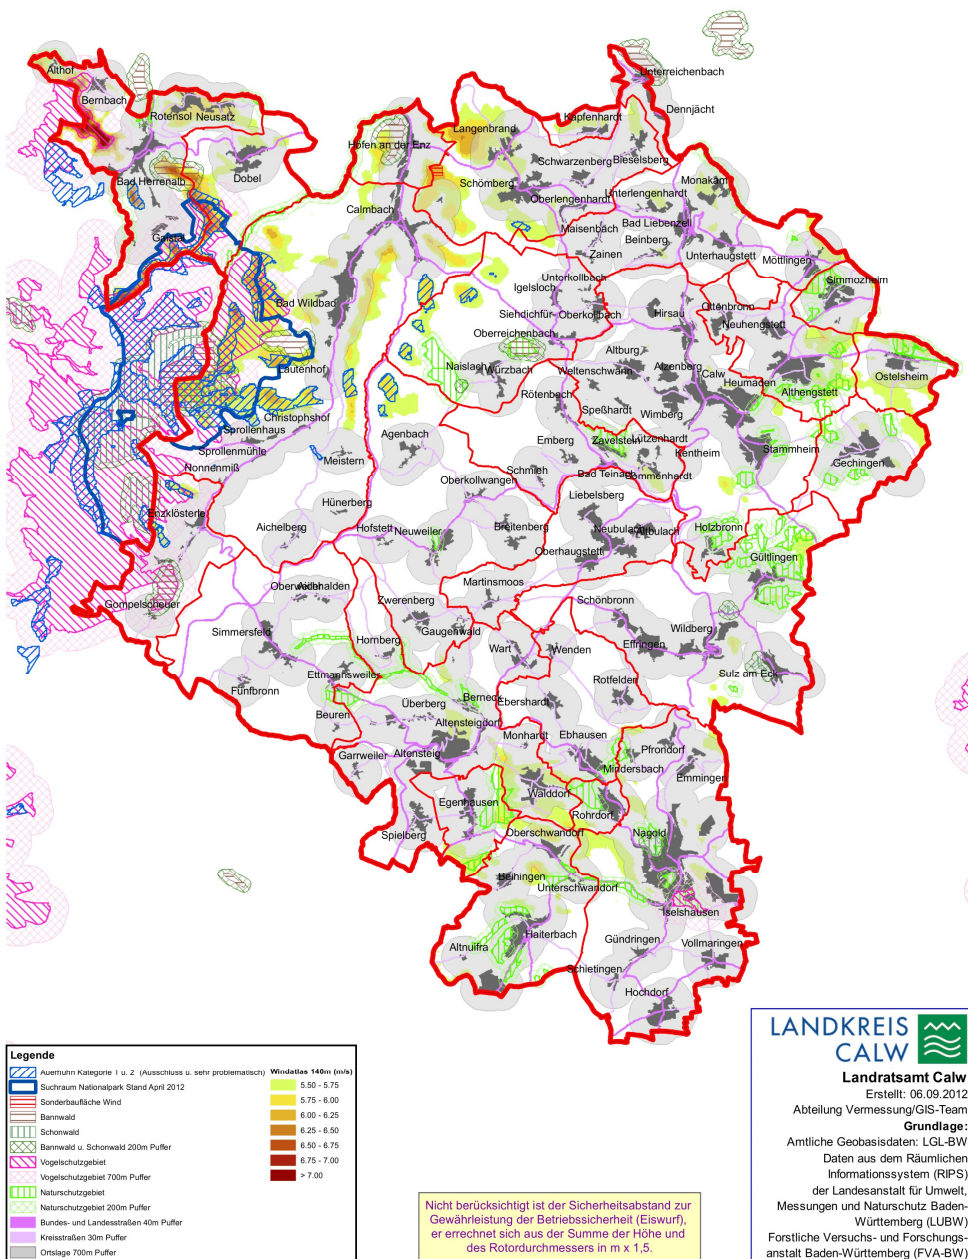 Althof
Bernbach
Rotensol Neusatz
Bad Herrenalb
Dobel
Gaistal
Unterreichenbach
Dennjächt
Kapfenhardt
Langenbrand
Höfen an der Enz
Schwarzenberg
Bieselsberg
Schömberg
Oberlengenhardt
Unterlengenhardt
Monakam
Calmbach
Maisenbach
Bad Liebenzell
Beinberg
Zainen
Unterhaugstett
Möttlingen
Simmozheim
Unterkollbach
Igelsloch
Siehdichfür
Oberkollbach
Hirsau
Ottenbronn
Neuhengstett
Bad Wildbad
Oberreichenbach
Altburg
Naislach
Würzbach
Weltenschwann
Alzenberg
Calw
Heumaden
Althengstett
Ostelsheim
Lautenhof
Rötenbach
Speßhardt
Wimberg
Christophshof
Sprollenhaus
Agenbach
Emberg
Zavelstein
Lützenhardt
Kentheim
Stammheim
Gechingen
Sprollenmühle
Nonnenmiß
Meistern
Schmieh
Bad Teinach
Sommenhardt
Oberkollwangen
Liebelsberg
Hünerberg
Enzklösterle
Aichelberg
Hofstett
Neuweiler
Breitenberg
Neubulach
Altbulach
Holzbronn
Oberhaugstett
Gültlingen
Oberweiler
Aichhalden
Martinsmoos
Gompelscheuer
Zwerenberg
Schönbronn
Simmersfeld
Gaugenwald
Hornberg
Wart
Wenden
Effringen
Wildberg
Ettmannsweiler
Fünfbronn
Rotfelden
Sulz am Eck
Überberg
Berneck
Ebershardt
Beuren
Altensteigdorf
Monhardt
Ebhausen
Pfrondorf
Garrweiler
Altensteig
Mindersbach
Emmingen
Walddorf
Egenhausen
Rohrdorf
Spielberg
Oberschwandorf
Nagold
Beihingen
Unterschwandorf
Iselshausen
Haiterbach
Altnuifra
Gündringen
Vollmaringen
Schietingen
Hochdorf
Legende
Auerhuhn Kategorie 1 u. 2 (Ausschluss u. sehr problematisch)
Suchraum Nationalpark Stand April 2012
Sonderbaufläche Wind
Bannwald
Schonwald
Bannwald u. Schonwald 200m Puffer
Vogelschutzgebiet
Vogelschutzgebiet 700m Puffer
Naturschutzgebiet
Naturschutzgebiet 200m Puffer
Bundes- und Landesstraßen 40m Puffer
Kreisstraßen 30m Puffer
Ortslage 700m Puffer
Windatlas 140m (m/s)
5.50 - 5.75
5.75 - 6.00
6.00 - 6.25
6.25 - 6.50
6.50 - 6.75
6.75 - 7.00
> 7.00
Nicht berücksichtigt ist der Sicherheitsabstand zur
Gewährleistung der Betriebssicherheit (Eiswurf),
er errechnet sich aus der Summe der Höhe und
des Rotordurchmessers in m x 1,5.
LANDKREIS
CALW
Landratsamt Calw
Erstellt: 06.09.2012
Abteilung Vermessung/GIS-Team
Grundlage:
Amtliche Geobasisdaten: LGL-BW
Daten aus dem Räumlichen
Informationssystem (RIPS)
der Landesanstalt für Umwelt,
Messungen und Naturschutz Baden-
Württemberg (LUBW)
Forstliche Versuchs- und Forschungs-
anstalt Baden-Württemberg (FVA-BW)